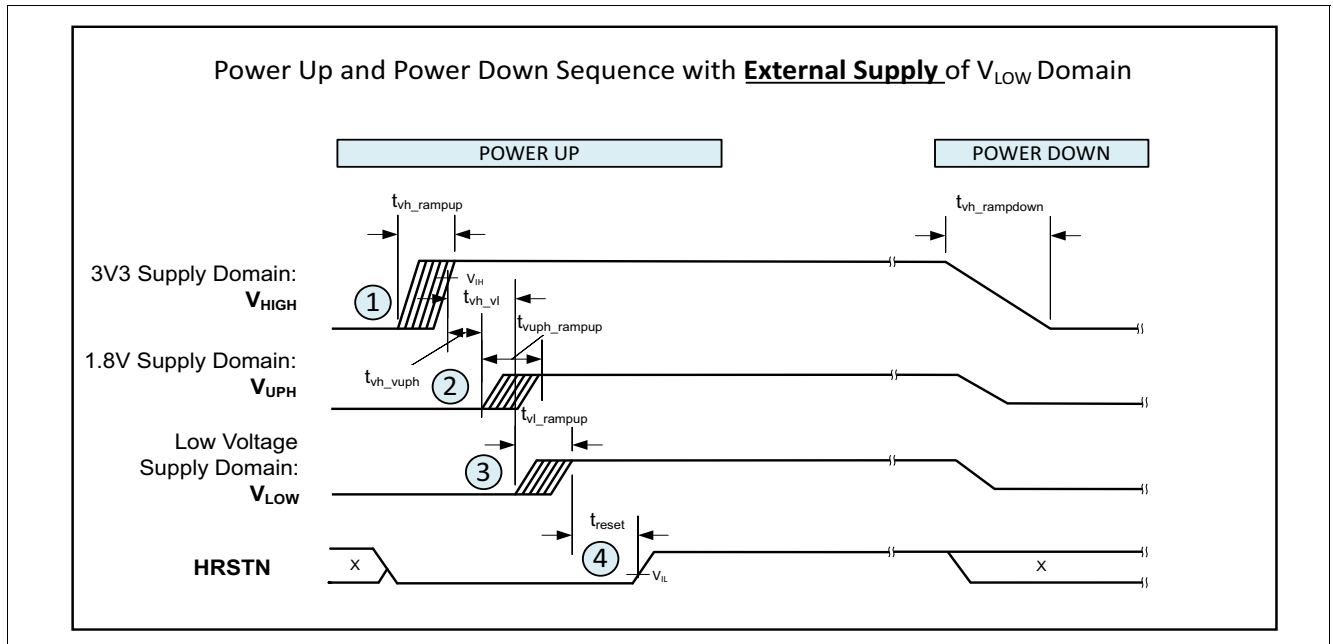 Power Up and Power Down Sequence with External Supply of VLOW Domain
POWER UP
POWER DOWN
tvh_rampup
tvh_rampdown
3V3 Supply Domain:
VHIGH
1
VIH
tvh_vl
tvuph_rampup
1.8V Supply Domain:
VUPH
tvh_vuph
2
tvl_rampup
Low Voltage
Supply Domain:
VLOW
3
treset
4
HRSTN
X
VIL
X